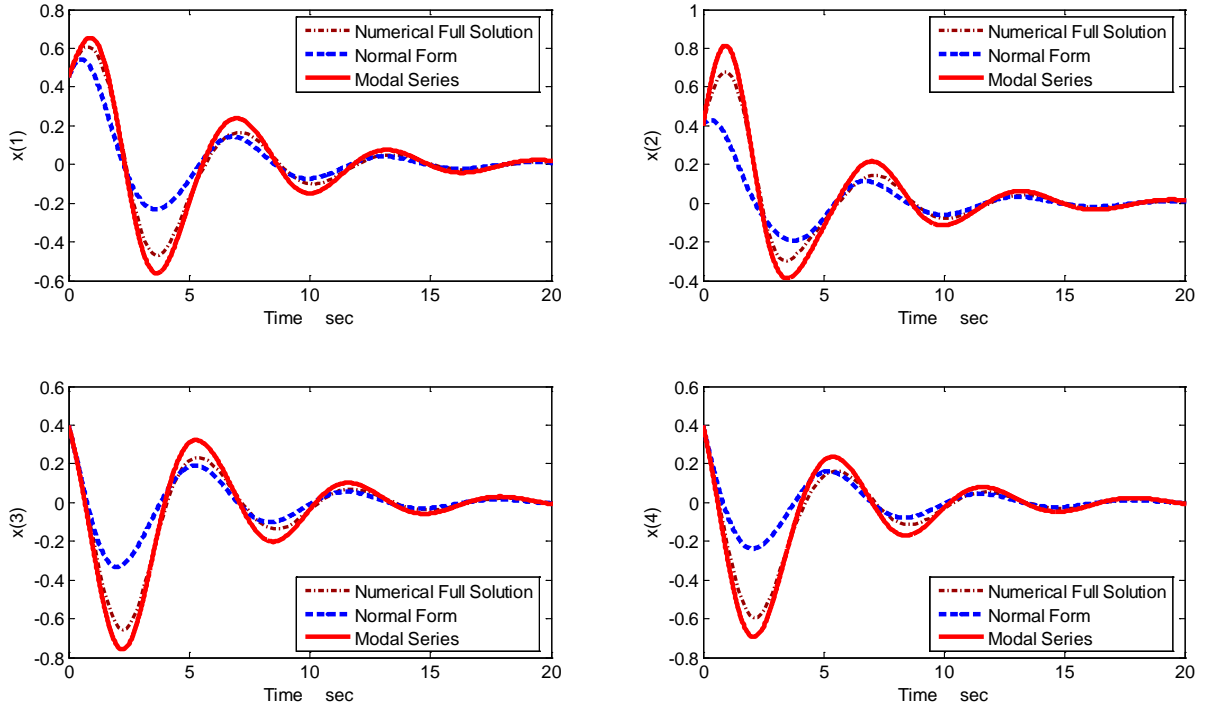 0.8
0.6
0.4
0.2
0
-0.2
-0.4
-0.6
x(1)
0 5 10 15 20
Time sec
Numerical Full Solution
Normal Form
Modal Series
1
0.8
0.6
0.4
0.2
0
-0.2
-0.4
x(2)
0 5 10 15 20
Time sec
Numerical Full Solution
Normal Form
Modal Series
0.6
0.4
0.2
0
-0.2
-0.4
-0.6
-0.8
x(3)
0 5 10 15 20
Time sec
Numerical Full Solution
Normal Form
Modal Series
0.6
0.4
0.2
0
-0.2
-0.4
-0.6
-0.8
x(4)
0 5 10 15 20
Time sec
Numerical Full Solution
Normal Form
Modal Series